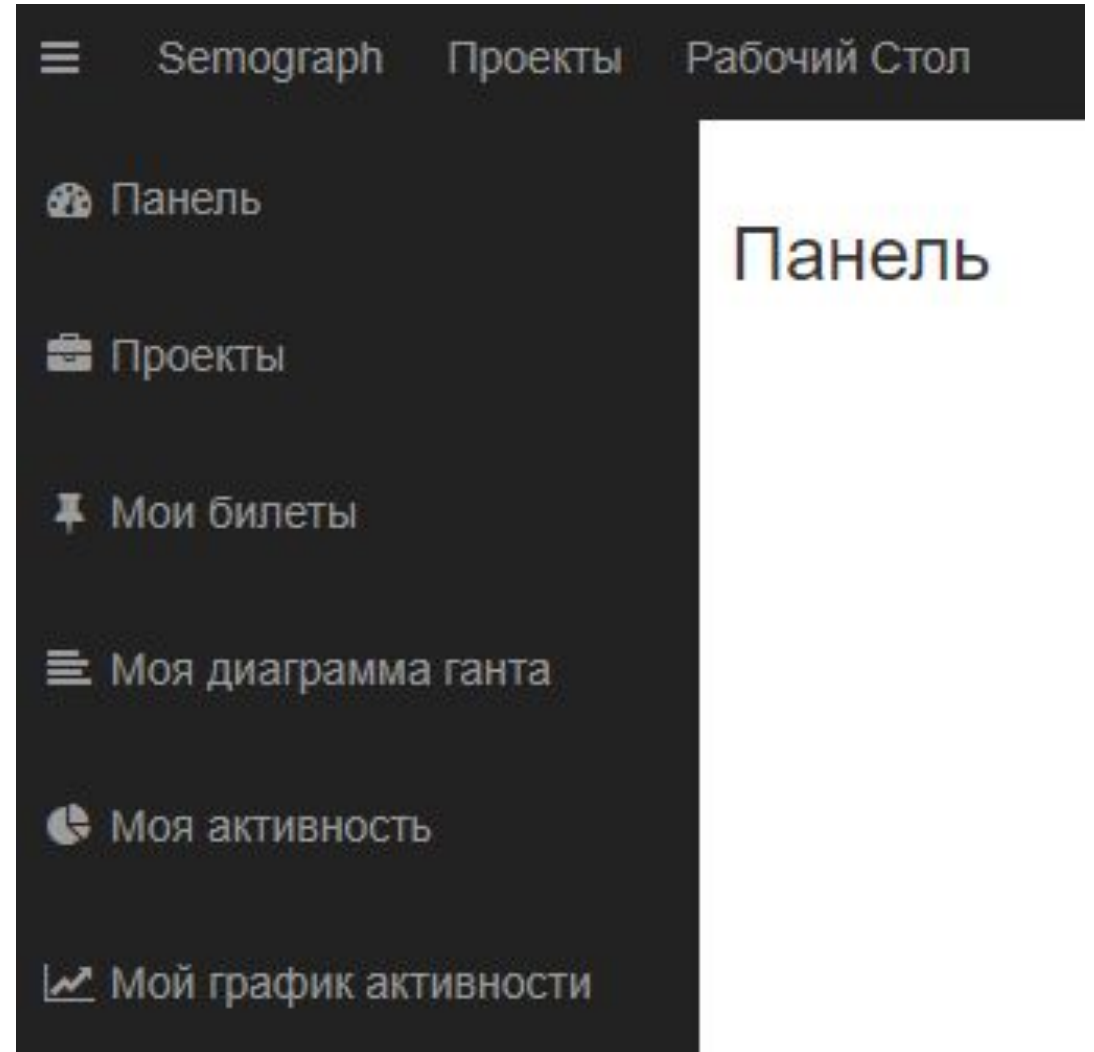 Semograph Проекты Рабочий Стол
Панель
Панель
Проекты
Мои билеты
Моя диаграмма ганта
Моя активность
Мой график активности